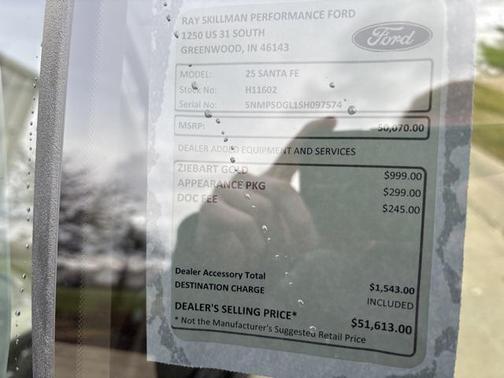 RAY SKILLMAN PERFORMANCE FORD
1250 US 31 SOUTH
GREENWOOD, IN 46143
Ford
MODEL: 25 SANTA FE
Stock No: H11602
Serial No: 5NMP5DGL1SH097574
MSRP: 50,070.00
DEALER ADDED EQUIPMENT AND SERVICES
ZIEBART GOLD $999.00
APPEARANCE PKG $299.00
DOC FEE $245.00
Dealer Accessory Total $1,543.00
DESTINATION CHARGE INCLUDED
DEALER'S SELLING PRICE* $51,613.00
* Not the Manufacturer's Suggested Retail Price